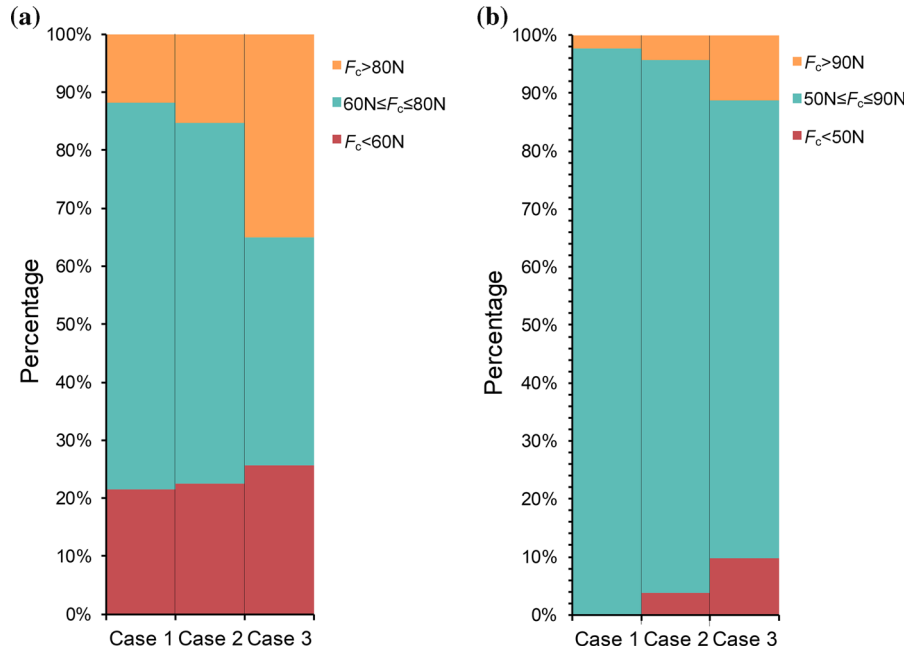 (a)
100%
90%
80%
70%
60%
50%
40%
30%
20%
10%
0%
Percentage
Case 1 Case 2 Case 3
Fc>80N
60N≤Fc≤80N
Fc<60N
(b)
100%
90%
80%
70%
60%
50%
40%
30%
20%
10%
0%
Percentage
Case 1 Case 2 Case 3
Fc>90N
50N≤Fc≤90N
Fc<50N